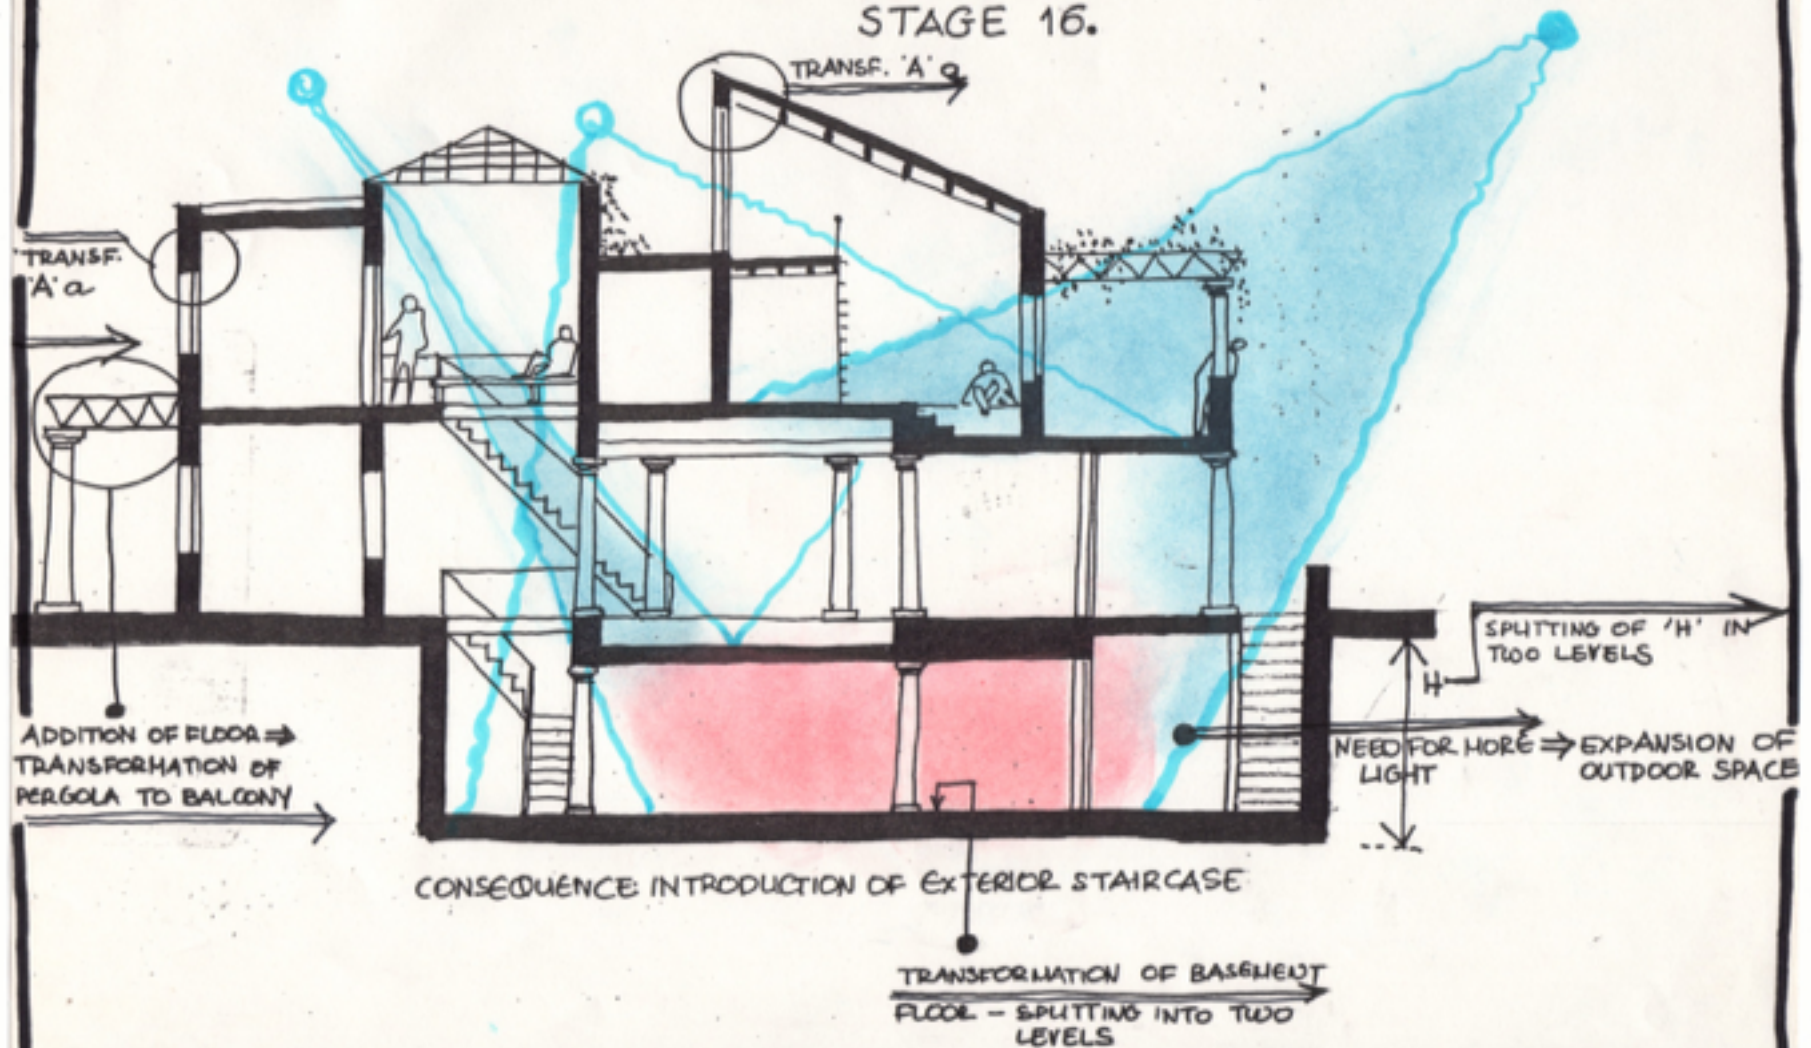 STAGE 16.
TRANSF. 'A' a
TRANSF.
'A' a
SPLITTING OF 'H' IN
TWO LEVELS
H
ADDITION OF FLOOR ⇒
TRANSFORMATION OF
PERGOLA TO BALCONY
NEED FOR MORE ⇒ EXPANSION OF
LIGHT OUTDOOR SPACE
CONSEQUENCE: INTRODUCTION OF EXTERIOR STAIRCASE
TRANSFORMATION OF BASEMENT
FLOOR – SPLITTING INTO TWO
LEVELS